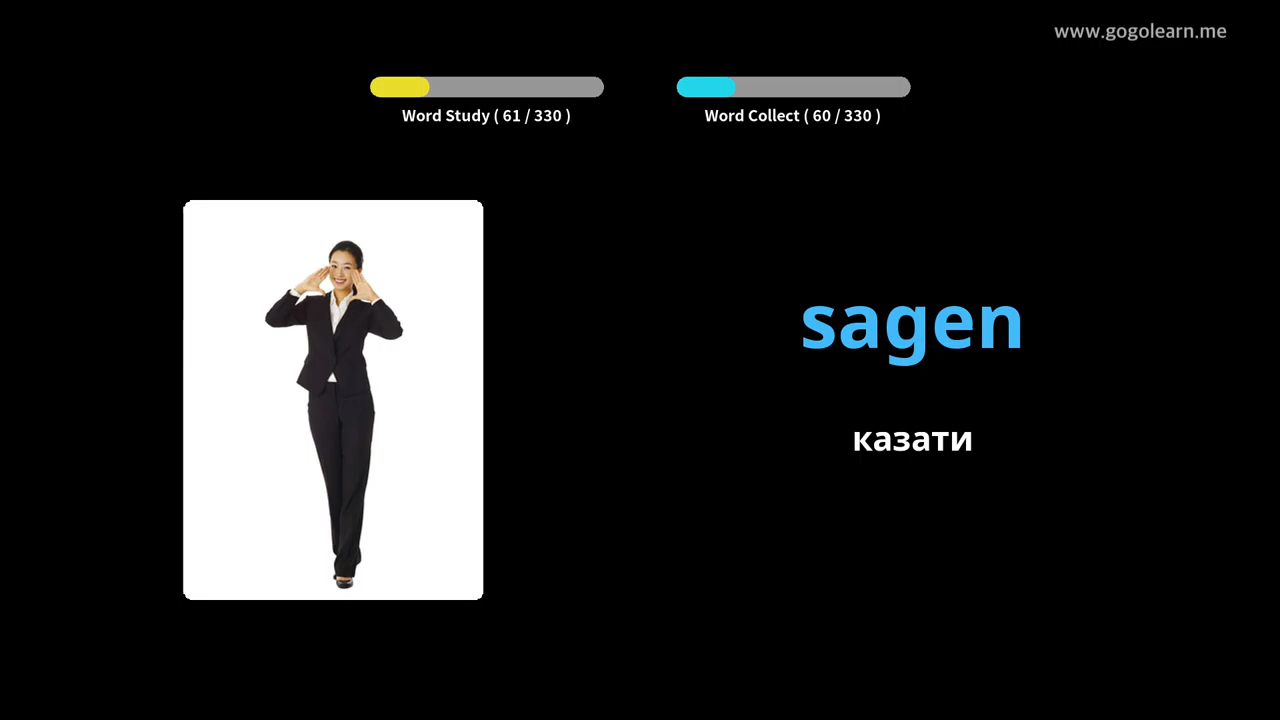 www.gogolearn.me
Word Study ( 61 / 330 )
Word Collect ( 60 / 330 )
sagen
казати